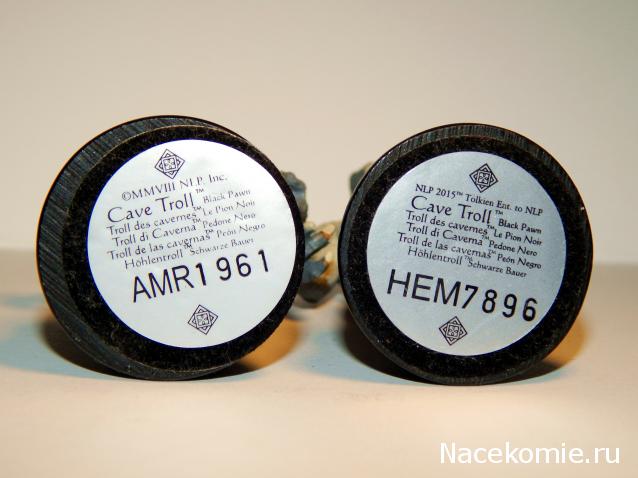 ©MMVIII NLP, Inc.
Cave Troll™ Black Pawn
Troll des cavernes™ Le Pion Noir
Troll di Caverna™ Pedone Nero
Troll de las cavernas™ Peón Negro
Höhlentroll™ Schwarze Bauer
AMR1961
NLP 2015™ Tolkien Ent. to NLP
Cave Troll™ Black Pawn
Troll des cavernes™ Le Pion Noir
Troll di Caverna™ Pedone Nero
Troll de las cavernas™ Peón Negro
Höhlentroll™ Schwarze Bauer
HEM7896
Nacekomie.ru